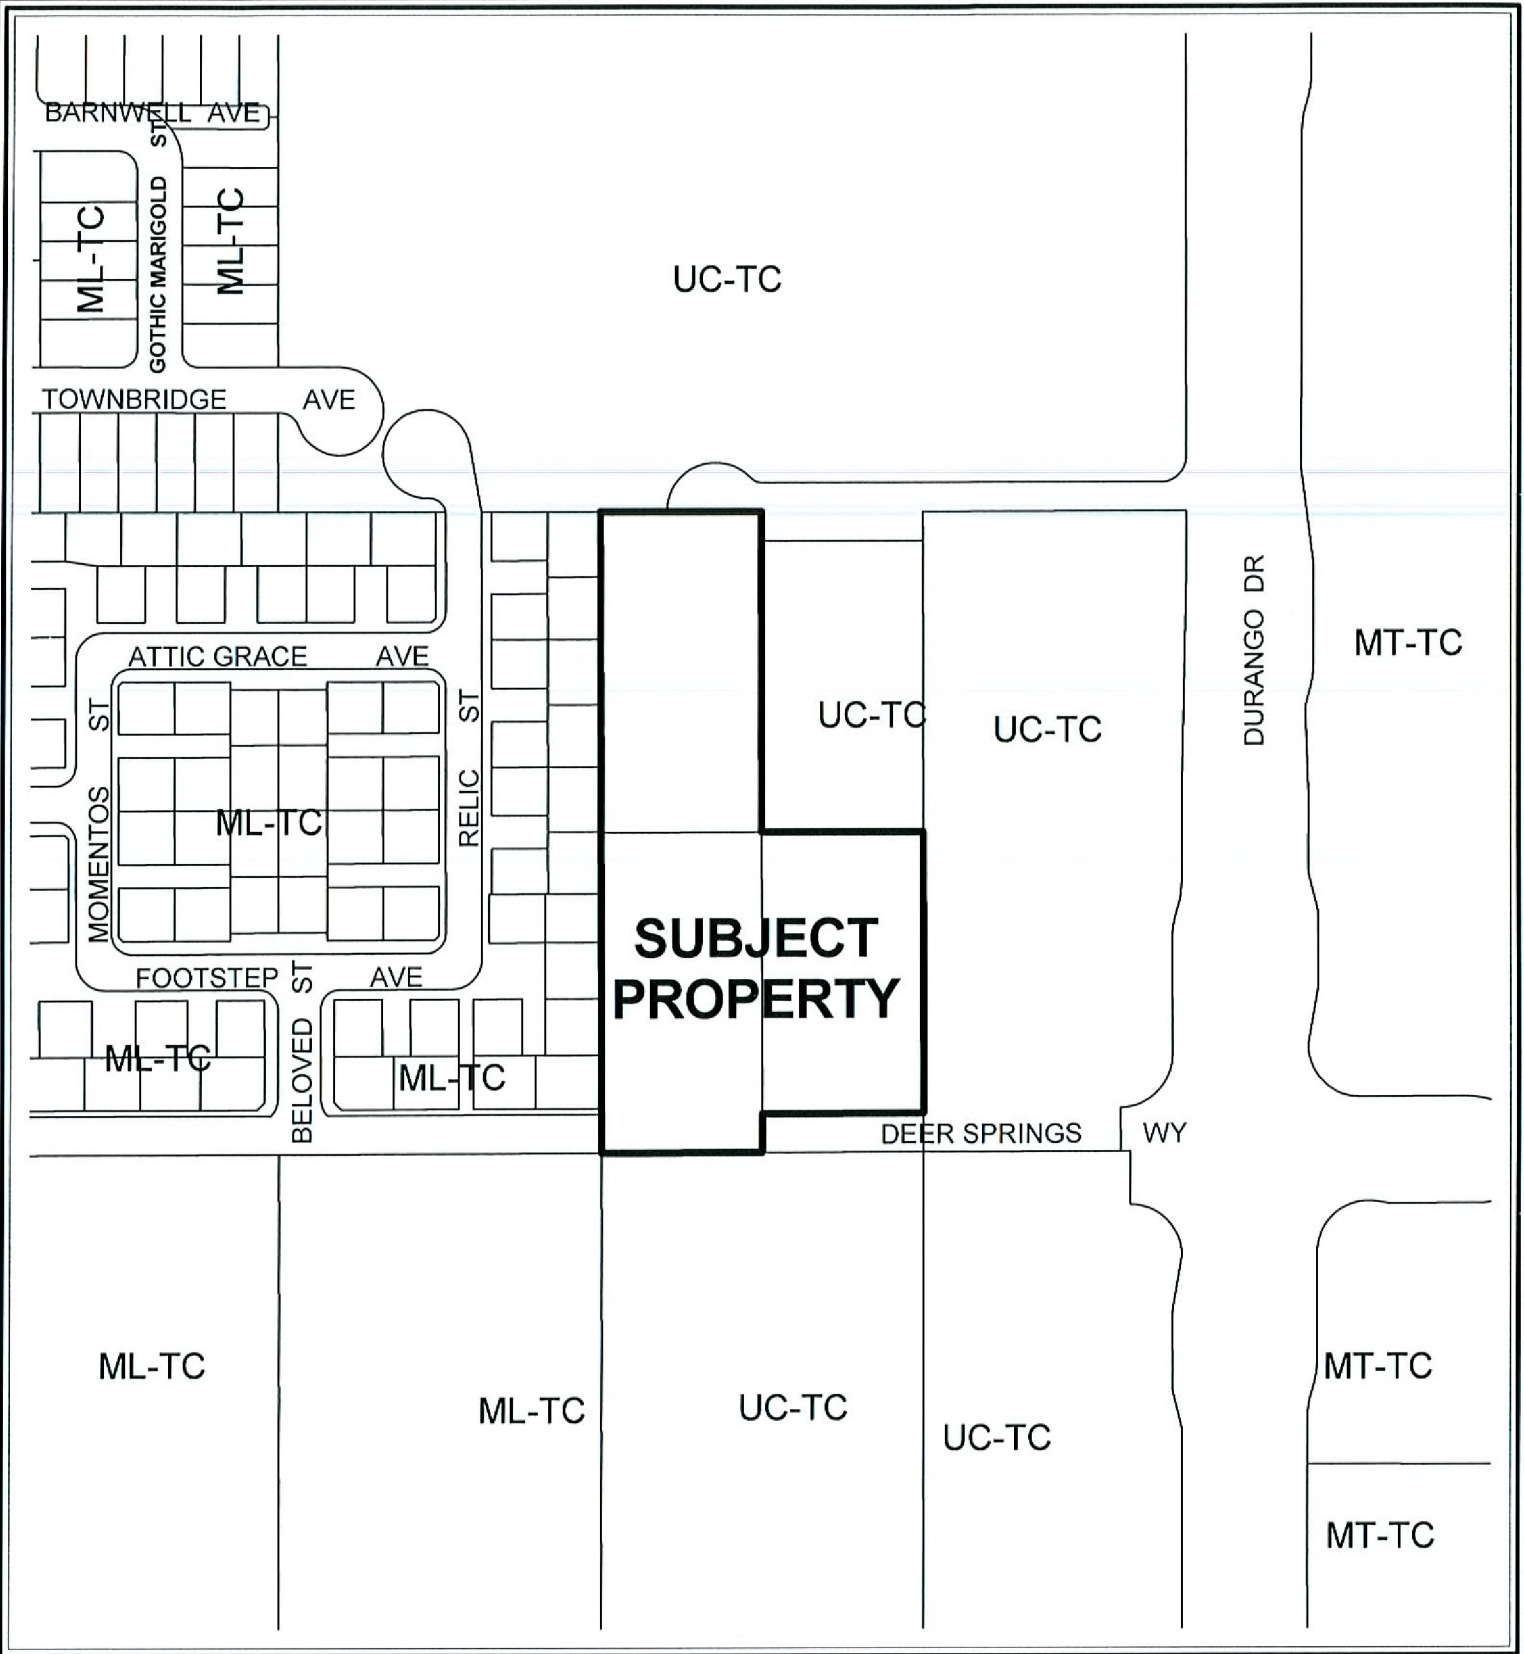 BARNWELL AVE
ST
GOTHIC MARIGOLD
ML-TC
ML-TC
UC-TC
TOWNBRIDGE AVE
ATTIC GRACE AVE
MOMENTOS ST
RELIC ST
ML-TC
UC-TC
UC-TC
DURANGO DR
MT-TC
SUBJECT
PROPERTY
FOOTSTEP AVE
BELOVED ST
ML-TC
ML-TC
DEER SPRINGS WY
ML-TC
ML-TC
UC-TC
UC-TC
MT-TC
MT-TC